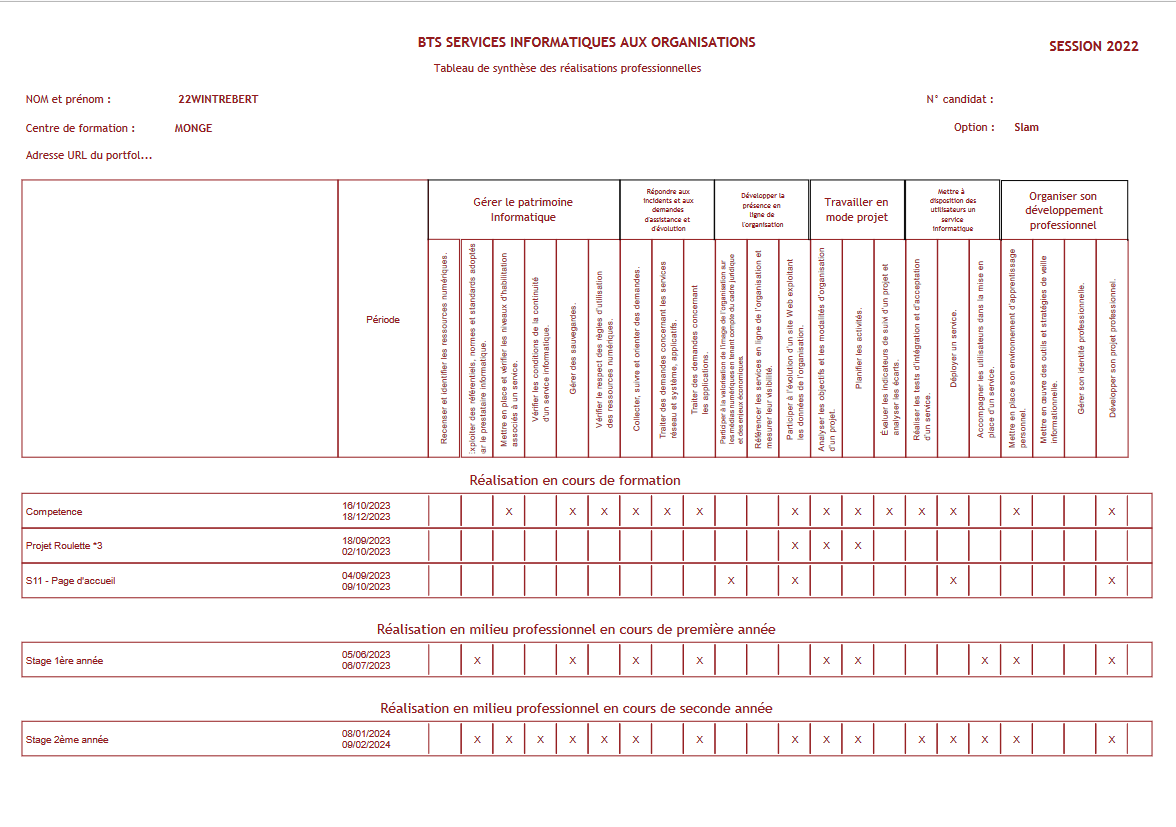 BTS SERVICES INFORMATIQUES AUX ORGANISATIONS
SESSION 2022
Tableau de synthèse des réalisations professionnelles
NOM et prénom : 22WINTREBERT
N° candidat :
Centre de formation : MONGE
Option : Slam
Adresse URL du portfol...
Période
Gérer le patrimoine
Informatique
Répondre aux
incidents et aux
demandes
d'assistance et
d'évolution
Développer la
présence en
ligne de
l'organisation
Travailler en
mode projet
Mettre à
disposition des
utilisateurs un
service
informatique
Organiser son
développement
professionnel
Recenser et identifier les ressources numériques.
Exploiter des référentiels, normes et standards adoptés
ar le prestataire informatique.
Mettre en place et vérifier les niveaux d'habilitation
associés à un service.
Vérifier les conditions de la continuité
d'un service informatique.
Gérer des sauvegardes.
Vérifier le respect des règles d'utilisation
des ressources numériques.
Collecter, suivre et orienter des demandes.
Traiter des demandes concernant les services
réseau et système, applicatifs.
Traiter des demandes concernant
les applications.
Participer à la valorisation de l'image de l'organisation sur
les médias numériques en tenant compte du cadre juridique
et des enjeux économiques.
Référencer les services en ligne de l'organisation et
mesurer leur visibilité.
Participer à l'évolution d'un site Web exploitant
les données de l'organisation.
Analyser les objectifs et les modalités d'organisation
d'un projet.
Planifier les activités.
Évaluer les indicateurs de suivi d'un projet et
analyser les écarts.
Réaliser les tests d'intégration et d'acceptation
d'un service.
Déployer un service.
Accompagner les utilisateurs dans la mise en
place d'un service.
Mettre en place son environnement d'apprentissage
personnel.
Mettre en œuvre des outils et stratégies de veille
informationnelle.
Gérer son identité professionnelle.
Développer son projet professionnel.
Réalisation en cours de formation
Competence 16/10/2023 18/12/2023 X X X X X X X X X X X X X X
Projet Roulette *3 18/09/2023 02/10/2023 X X X
S11 - Page d'accueil 04/09/2023 09/10/2023 X X X X
Réalisation en milieu professionnel en cours de première année
Stage 1ère année 05/06/2023 06/07/2023 X X X X X X X X X
Réalisation en milieu professionnel en cours de seconde année
Stage 2ème année 08/01/2024 09/02/2024 X X X X X X X X X X X X X X X